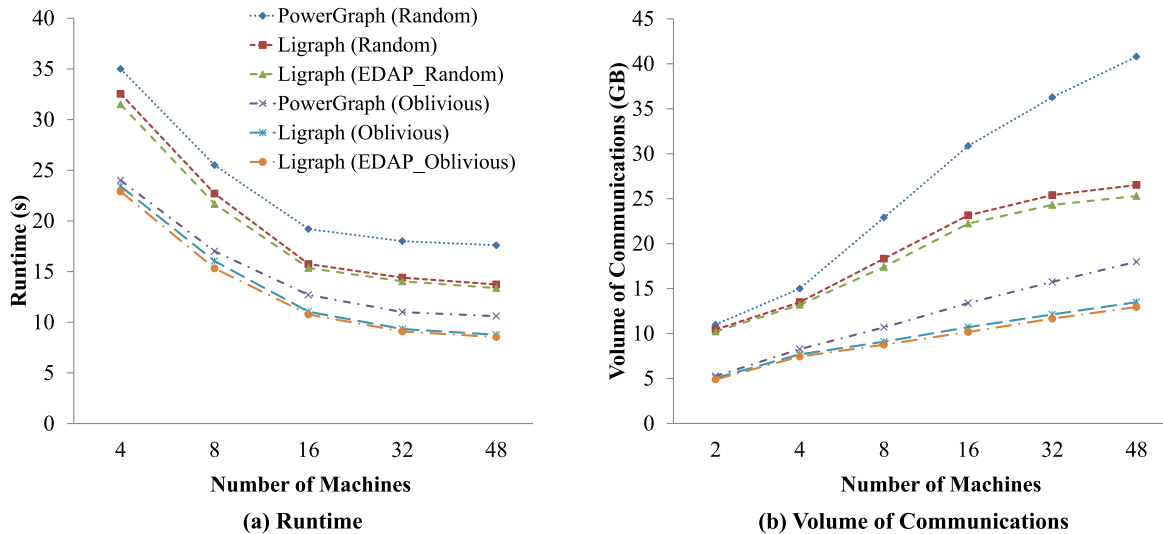 40
35
30
25
20
15
10
5
0
Runtime (s)
PowerGraph (Random)
Ligraph (Random)
Ligraph (EDAP_Random)
PowerGraph (Oblivious)
Ligraph (Oblivious)
Ligraph (EDAP_Oblivious)
4 8 16 32 48
Number of Machines
(a) Runtime
45
40
35
30
25
20
15
10
5
0
Volume of Communications (GB)
2 4 8 16 32 48
Number of Machines
(b) Volume of Communications